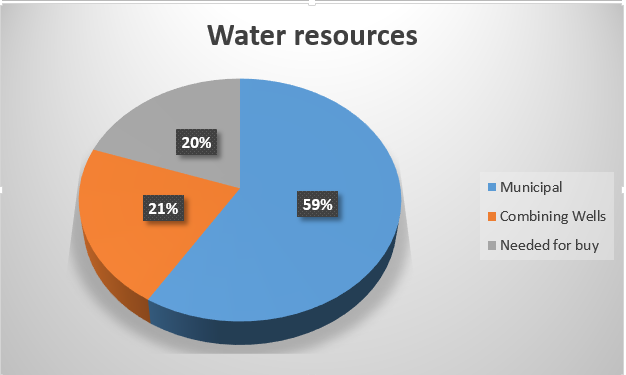 Water resources
20%
21%
59%
Municipal
Combining Wells
Needed for buy